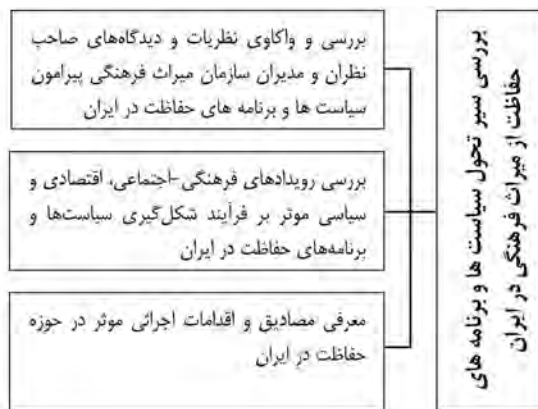 بررسی سیر تحول سیاست ها و برنامه های
حفاظت از میراث فرهنگی در ایران
بررسی و واکاوی نظریات و دیدگاه‌های صاحب
نظران و مدیران سازمان میراث فرهنگی پیرامون
سیاست ها و برنامه های حفاظت در ایران
بررسی رویدادهای فرهنگی-اجتماعی، اقتصادی و
سیاسی موثر بر فرآیند شکل‌گیری سیاست‌ها و
برنامه‌های حفاظت در ایران
معرفی مصادیق و اقدامات اجرائی موثر در حوزه
حفاظت در ایران